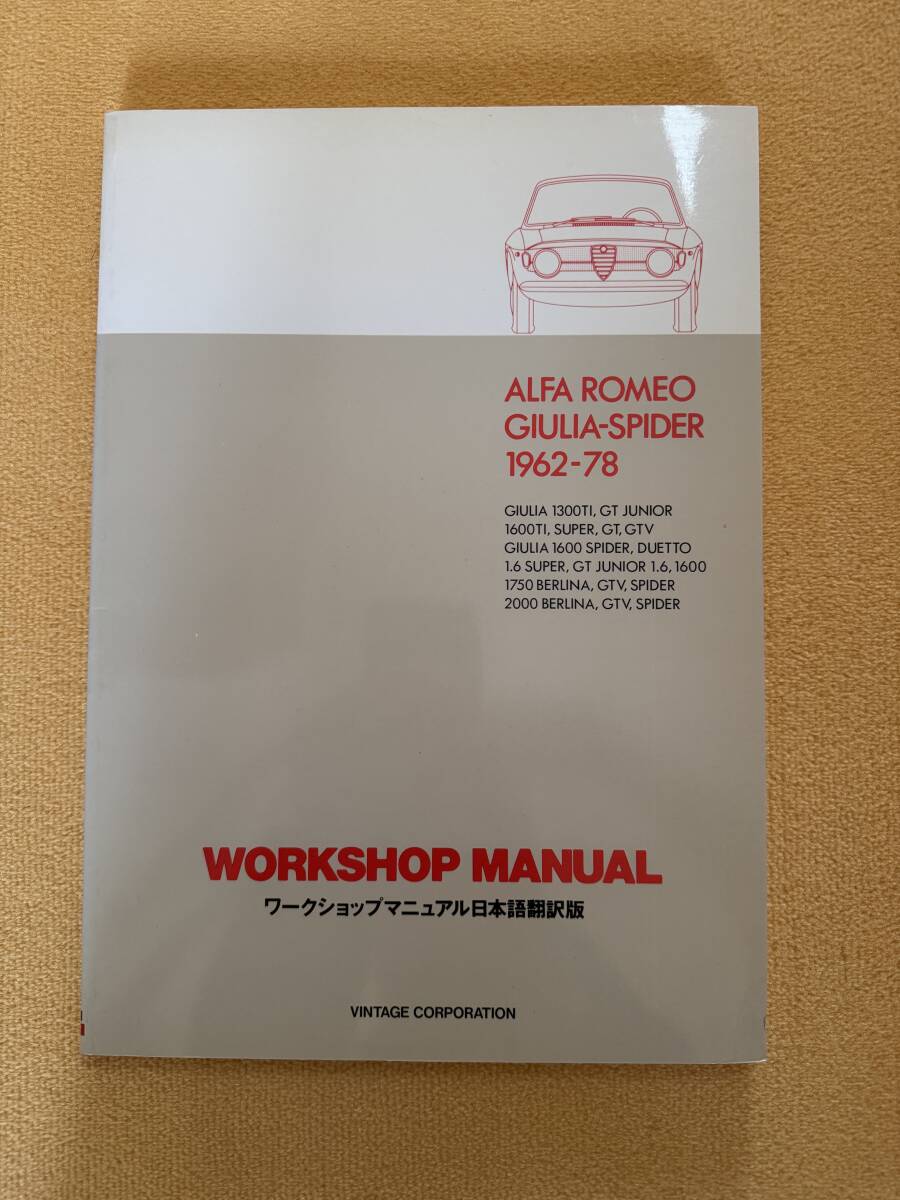 ALFA ROMEO
GIULIA-SPIDER
1962-78
GIULIA 1300TI, GT JUNIOR
1600TI, SUPER, GT, GTV
GIULIA 1600 SPIDER, DUETTO
1.6 SUPER, GT JUNIOR 1.6, 1600
1750 BERLINA, GTV, SPIDER
2000 BERLINA, GTV, SPIDER
WORKSHOP MANUAL
ワークショップマニュアル日本語翻訳版
VINTAGE CORPORATION